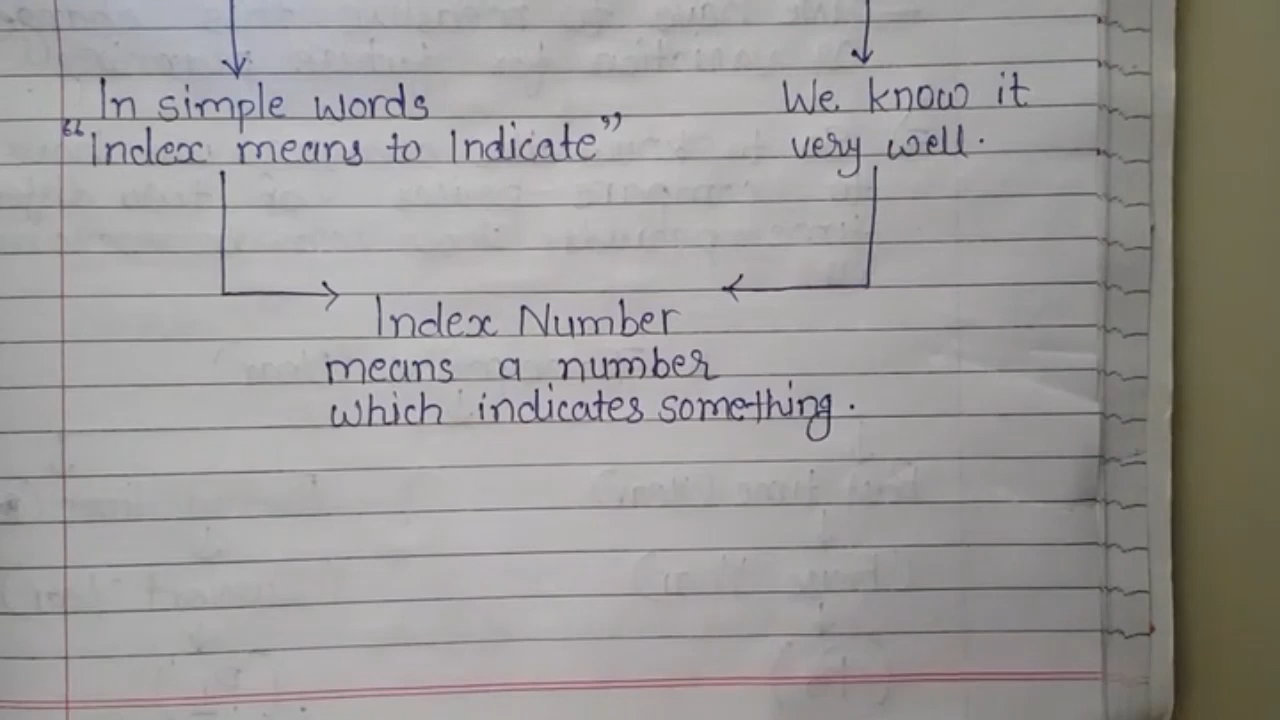 In simple words
"Index means to Indicate"
We know it
very well.
Index Number
means a number
which indicates something.